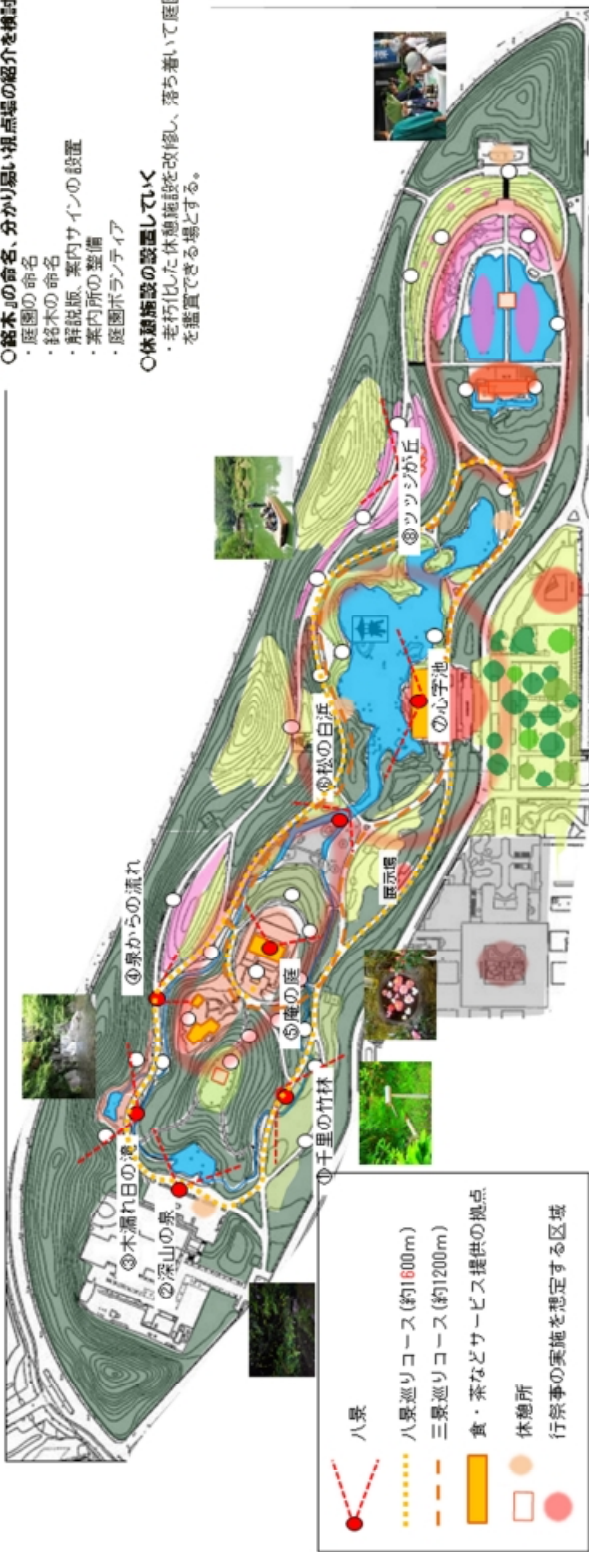 ○銘木』の命名、分かり易い視点場の紹介を検討
・庭園の命名
・銘木の命名
・解説版、案内サインの設置
・案内所の整備
・庭園ボランティア
○休憩施設の設置していく
・老朽化した休憩施設を改修し、落ち着いて庭園
を鑑賞できる場とする。
①千里の竹林
②深山の泉
③木漏れ日の滝
④泉からの流れ
⑤庵の庭
⑥松の白浜
⑦心字池
⑧ツツジが丘
展示場
八景
八景巡りコース(約1600m)
三景巡りコース(約1200m)
食・茶などサービス提供の拠点
休憩所
行祭事の実施を想定する区域